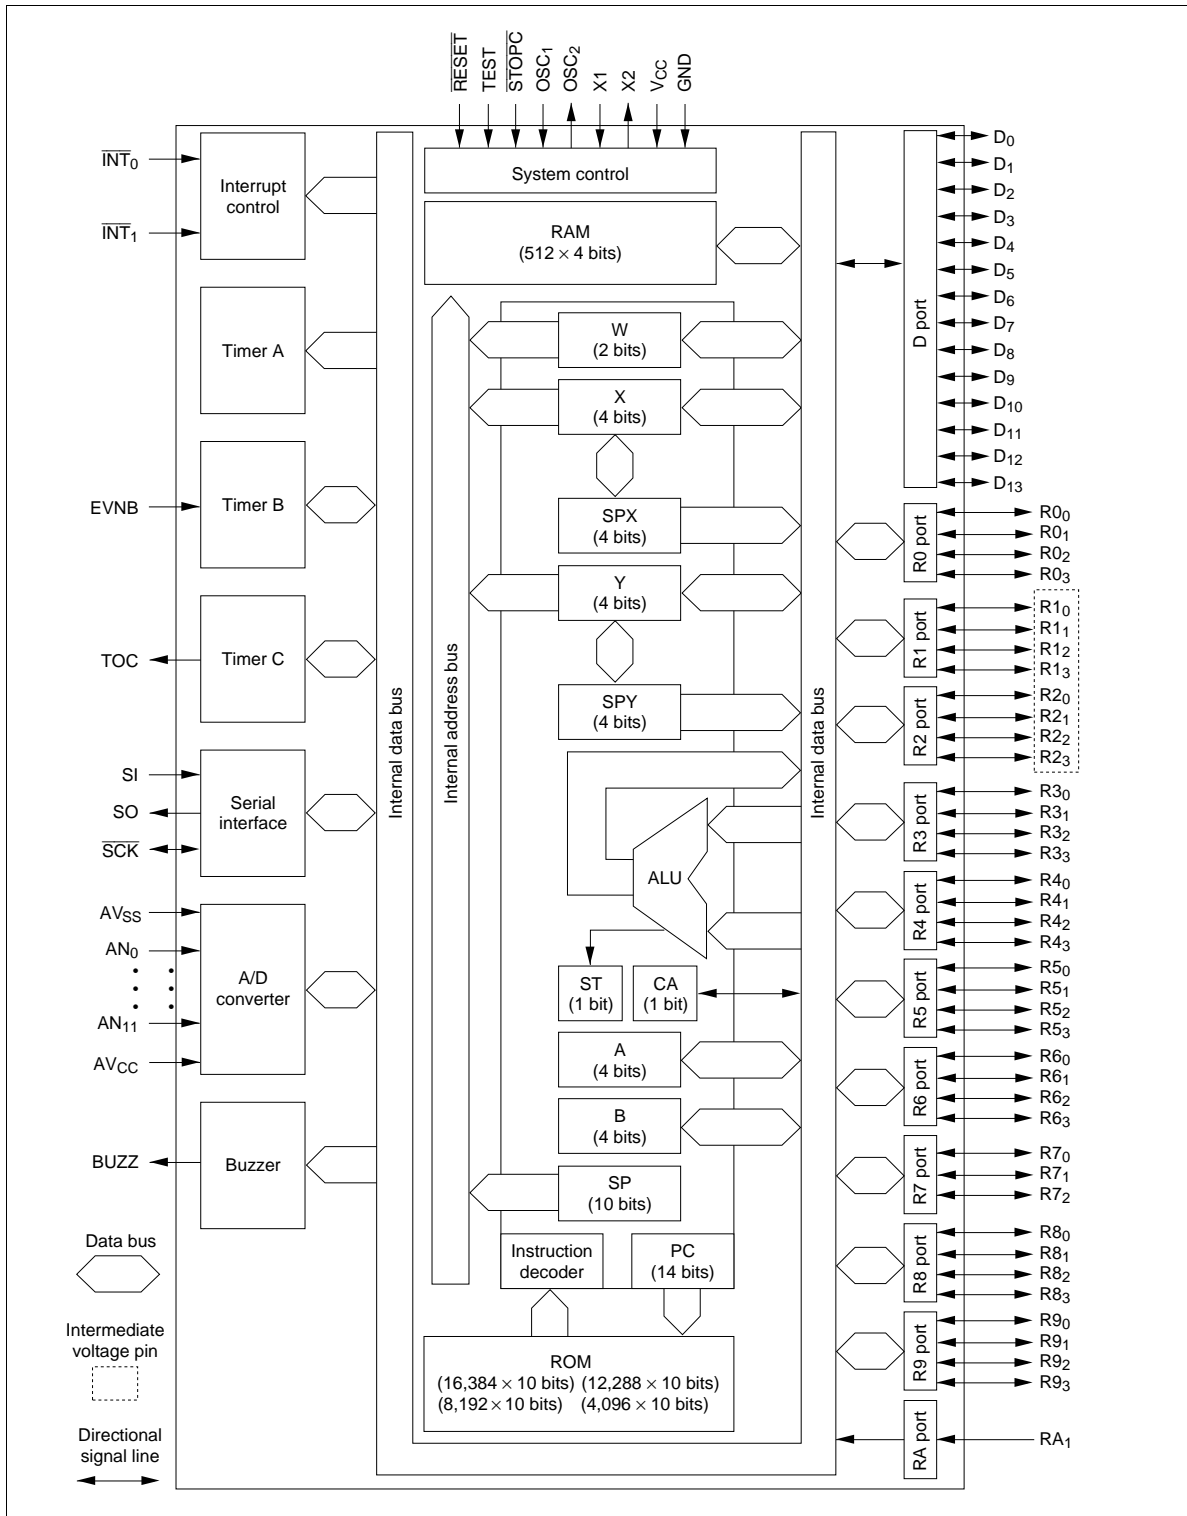 RESET
TEST
STOPC
OSC1
OSC2
X1
X2
VCC
GND
INT0
INT1
Interrupt
control
System control
RAM
(512 × 4 bits)
Timer A
EVNB
Timer B
TOC
Timer C
SI
SO
SCK
Serial
interface
AVSS
AN0
AN11
AVCC
A/D
converter
BUZZ
Buzzer
Data bus
Intermediate
voltage pin
Directional
signal line
Internal data bus
Internal address bus
W
(2 bits)
X
(4 bits)
SPX
(4 bits)
Y
(4 bits)
SPY
(4 bits)
ALU
ST
(1 bit)
CA
(1 bit)
A
(4 bits)
B
(4 bits)
SP
(10 bits)
Instruction
decoder
PC
(14 bits)
ROM
(16,384 × 10 bits) (12,288 × 10 bits)
(8,192 × 10 bits) (4,096 × 10 bits)
Internal data bus
D port
D0
D1
D2
D3
D4
D5
D6
D7
D8
D9
D10
D11
D12
D13
R0 port
R00
R01
R02
R03
R1 port
R10
R11
R12
R13
R2 port
R20
R21
R22
R23
R3 port
R30
R31
R32
R33
R4 port
R40
R41
R42
R43
R5 port
R50
R51
R52
R53
R6 port
R60
R61
R62
R63
R7 port
R70
R71
R72
R8 port
R80
R81
R82
R83
R9 port
R90
R91
R92
R93
RA port
RA1